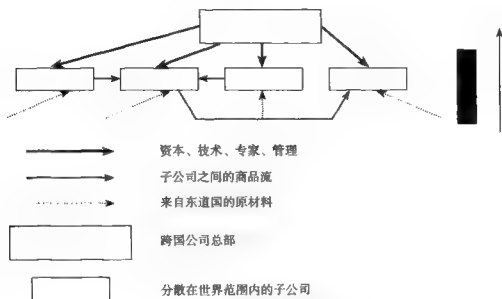 资本、技术、专家、管理
子公司之间的商品流
来自东道国的原材料
跨国公司总部
分散在世界范围内的子公司